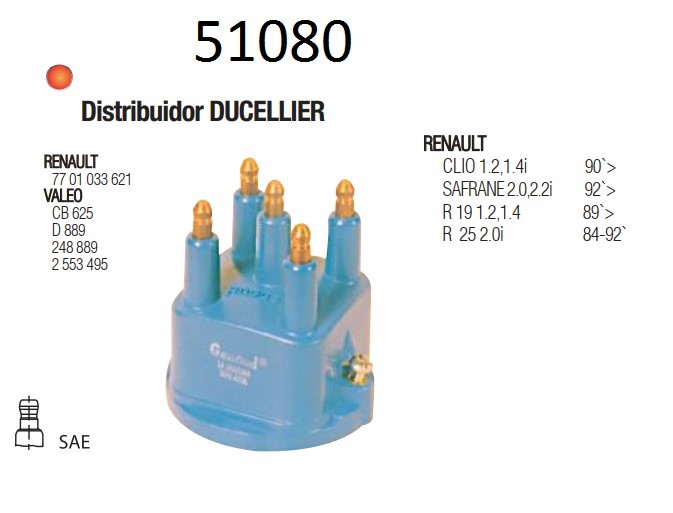 51080
Distribuidor DUCELLIER
RENAULT
77 01 033 621
VALEO
CB 625
D 889
248 889
2 553 495
RENAULT
CLIO 1.2,1.4i 90`>
SAFRANE 2.0,2.2i 92`>
R 19 1.2,1.4 89`>
R 25 2.0i 84-92`
SAE